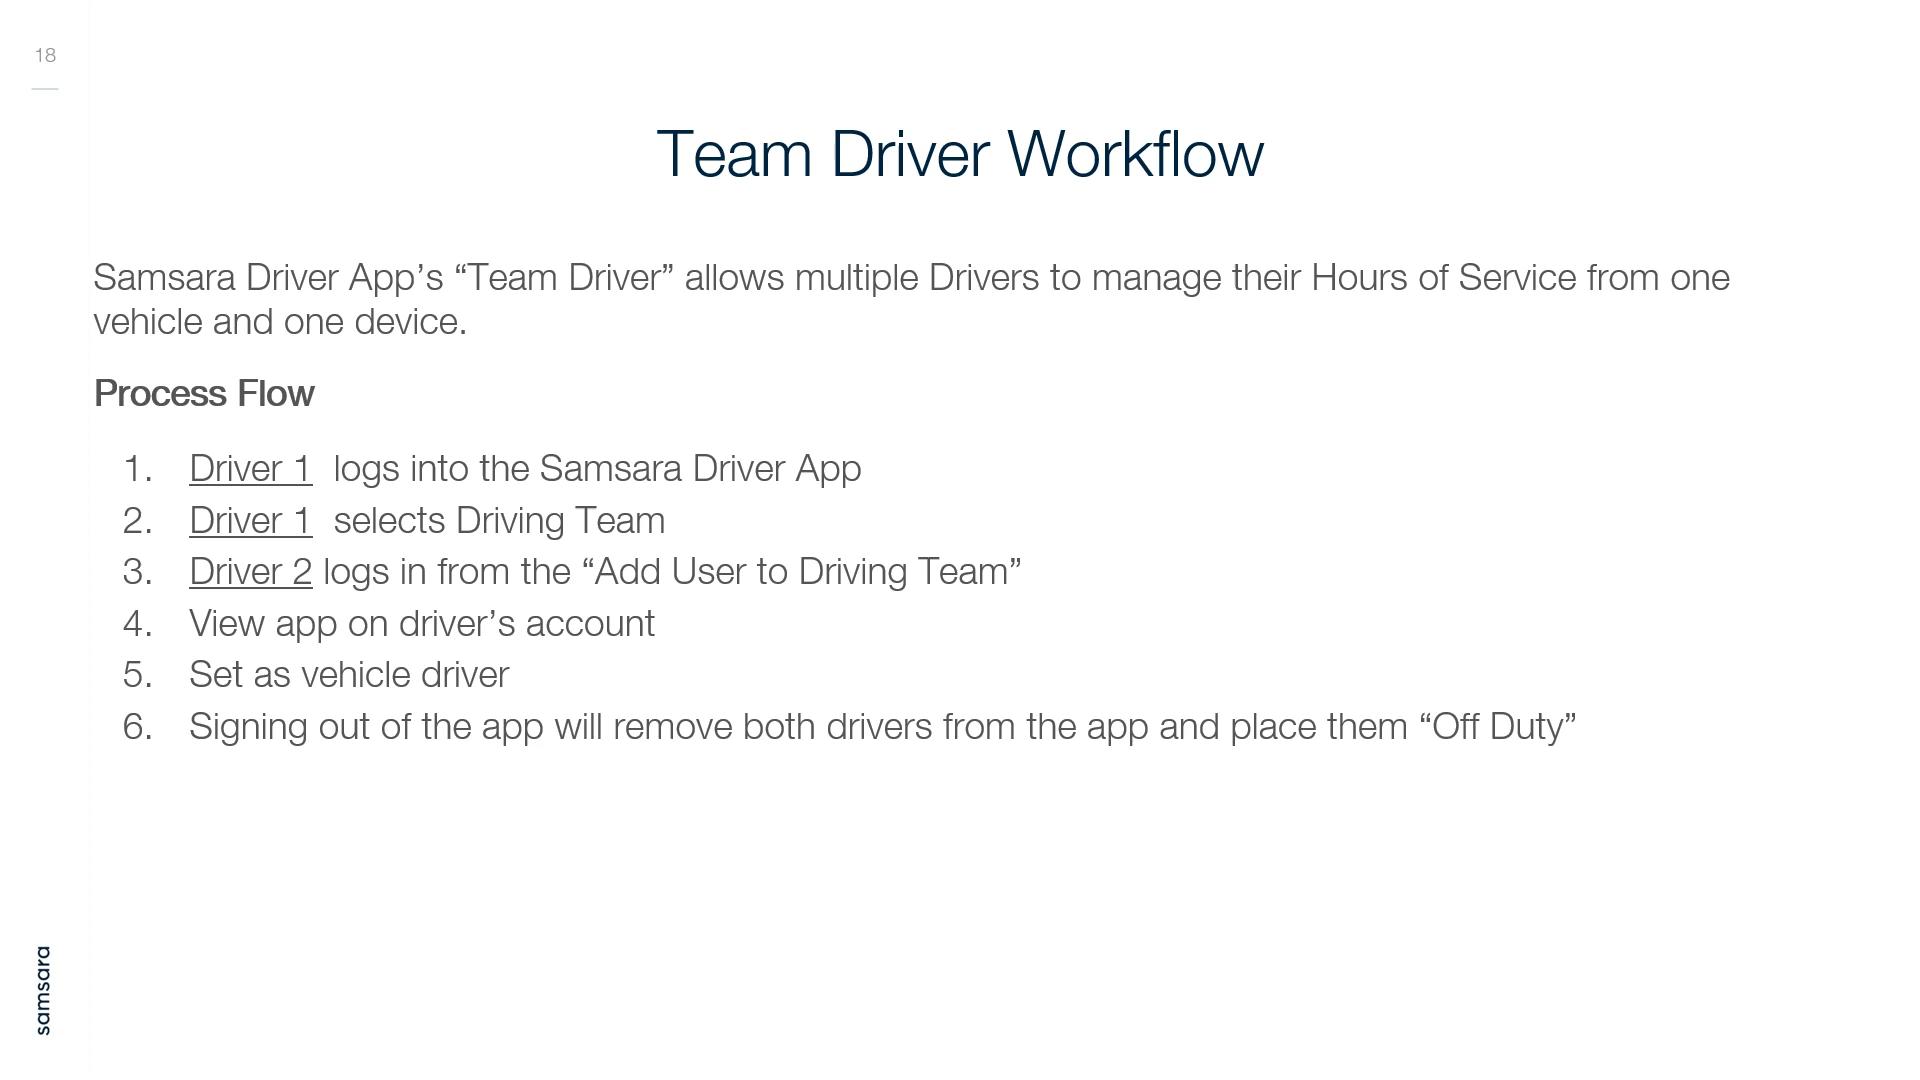 18
Team Driver Workflow
Samsara Driver App’s “Team Driver” allows multiple Drivers to manage their Hours of Service from one
vehicle and one device.
Process Flow
1. Driver 1 logs into the Samsara Driver App
2. Driver 1 selects Driving Team
3. Driver 2 logs in from the “Add User to Driving Team”
4. View app on driver’s account
5. Set as vehicle driver
6. Signing out of the app will remove both drivers from the app and place them “Off Duty”
samsara